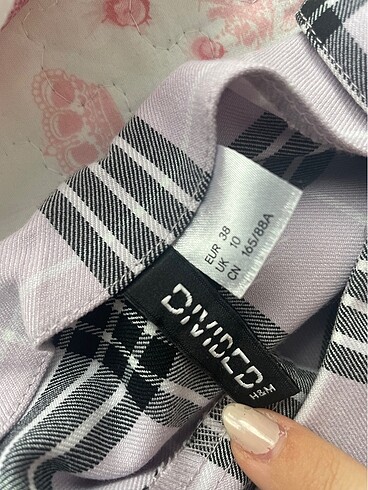 EUR 38
UK 10
CN 165/88A
DIVIDED
H&M